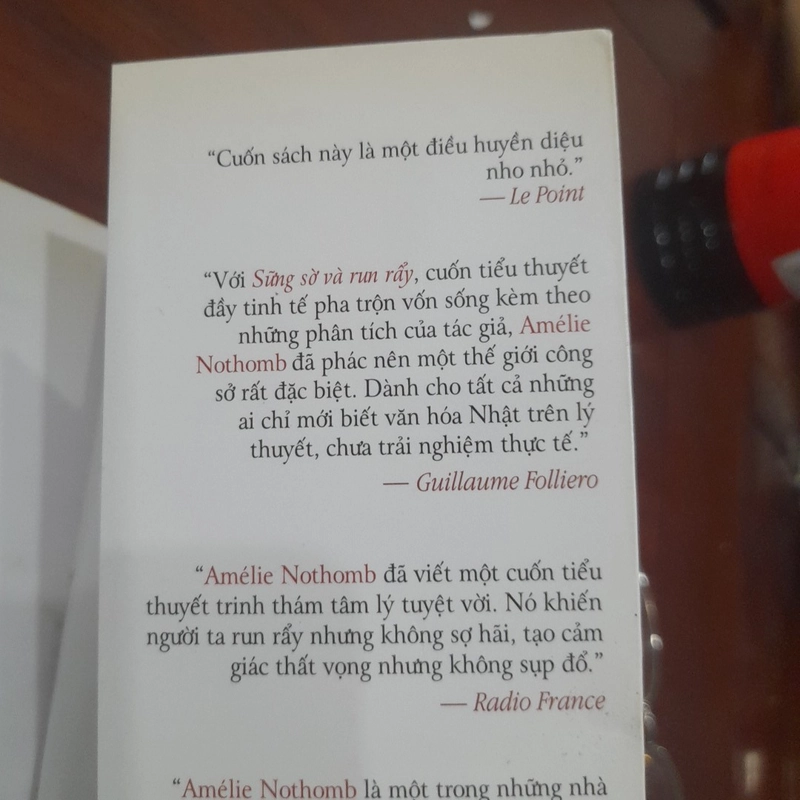 “Cuốn sách này là một điều huyền diệu
nho nhỏ.”
— Le Point
“Với Sững sờ và run rẩy, cuốn tiểu thuyết
đầy tinh tế pha trộn vốn sống kèm theo
những phân tích của tác giả, Amélie
Nothomb đã phác nên một thế giới công
sở rất đặc biệt. Dành cho tất cả những
ai chỉ mới biết văn hóa Nhật trên lý
thuyết, chưa trải nghiệm thực tế.”
— Guillaume Folliero
“Amélie Nothomb đã viết một cuốn tiểu
thuyết trinh thám tâm lý tuyệt vời. Nó khiến
người ta run rẩy nhưng không sợ hãi, tạo cảm
giác thất vọng nhưng không sụp đổ.”
— Radio France
“Amélie Nothomb là một trong những nhà